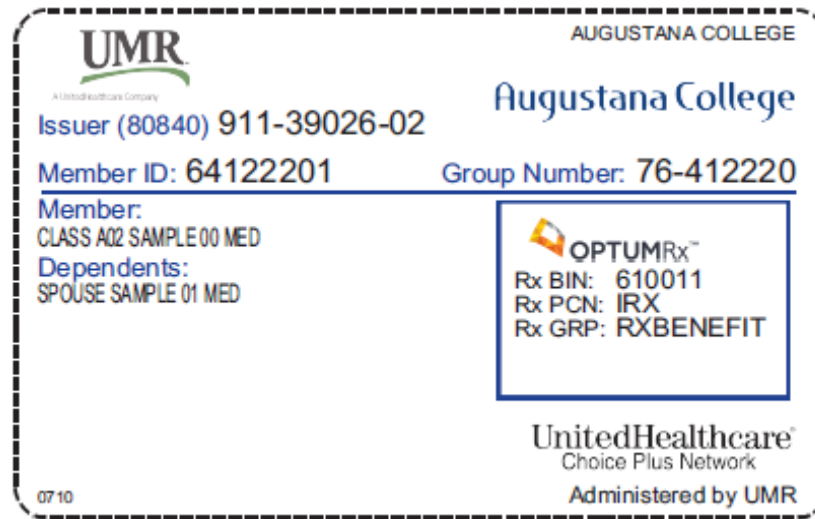 AUGUSTANA COLLEGE
UMR
A UnitedHealthcare Company
Augustana College
Issuer (80840) 911-39026-02
Member ID: 64122201 Group Number: 76-412220
Member:
CLASS A02 SAMPLE 00 MED
Dependents:
SPOUSE SAMPLE 01 MED
OPTUMRx™
Rx BIN: 610011
Rx PCN: IRX
Rx GRP: RXBENEFIT
UnitedHealthcare®
Choice Plus Network
0710 Administered by UMR